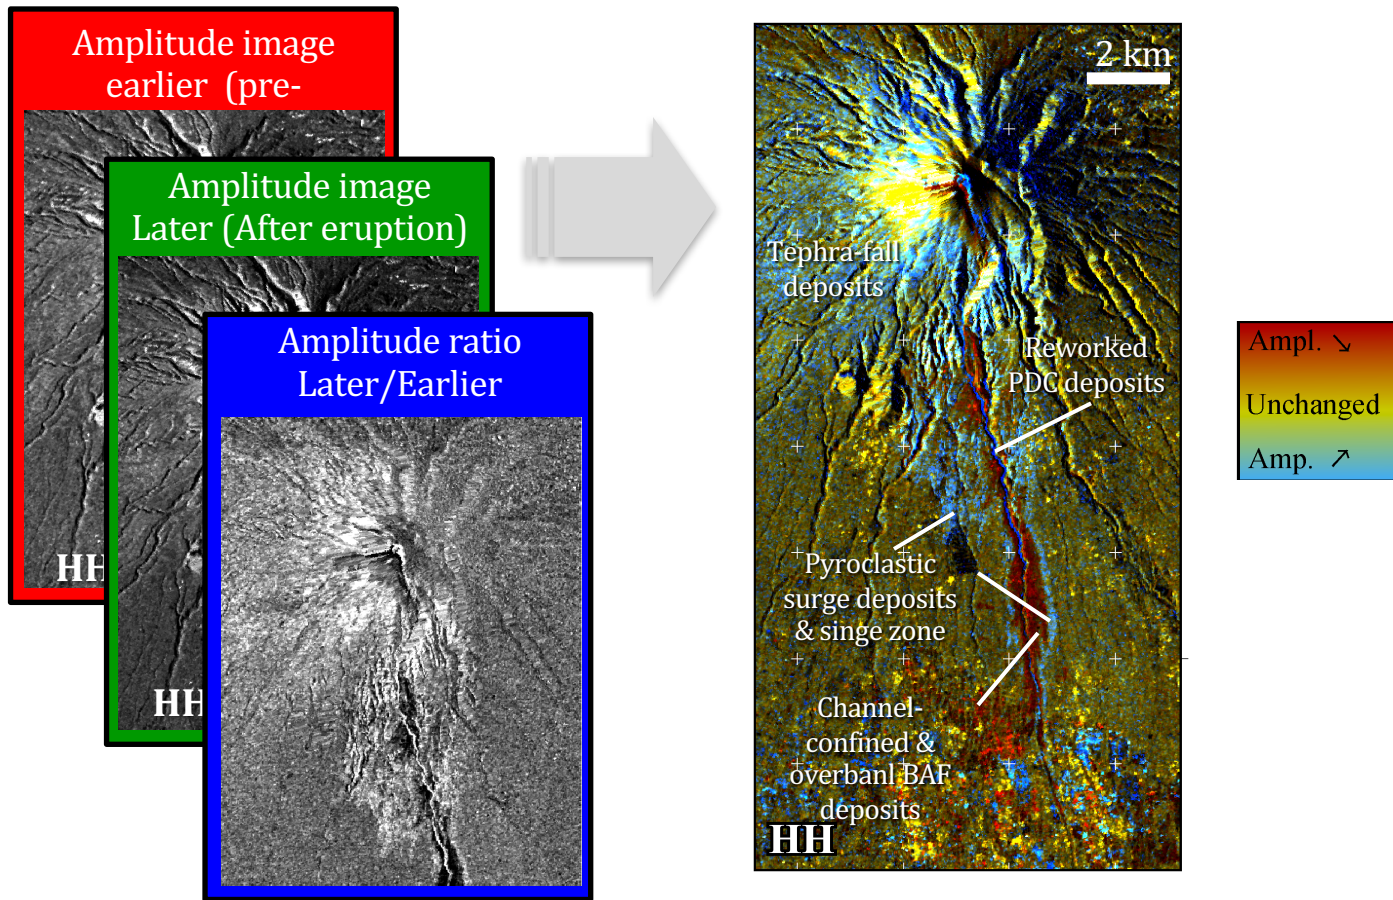 Amplitude image
earlier (pre-
HH
Amplitude image
Later (After eruption)
HH
Amplitude ratio
Later/Earlier
2 km
Tephra-fall
deposits
Reworked
PDC deposits
Pyroclastic
surge deposits
& singe zone
Channel-
confined &
overbanl BAF
deposits
HH
Ampl. ↘
Unchanged
Amp. ↗